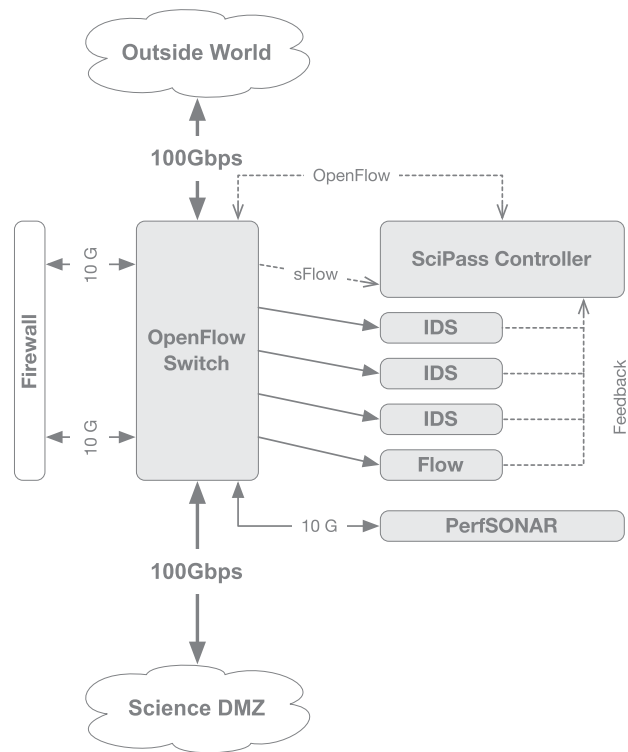 Outside World
100Gbps
OpenFlow
Firewall
10 G
10 G
OpenFlow
Switch
sFlow
SciPass Controller
IDS
IDS
IDS
Flow
Feedback
10 G
PerfSONAR
100Gbps
Science DMZ